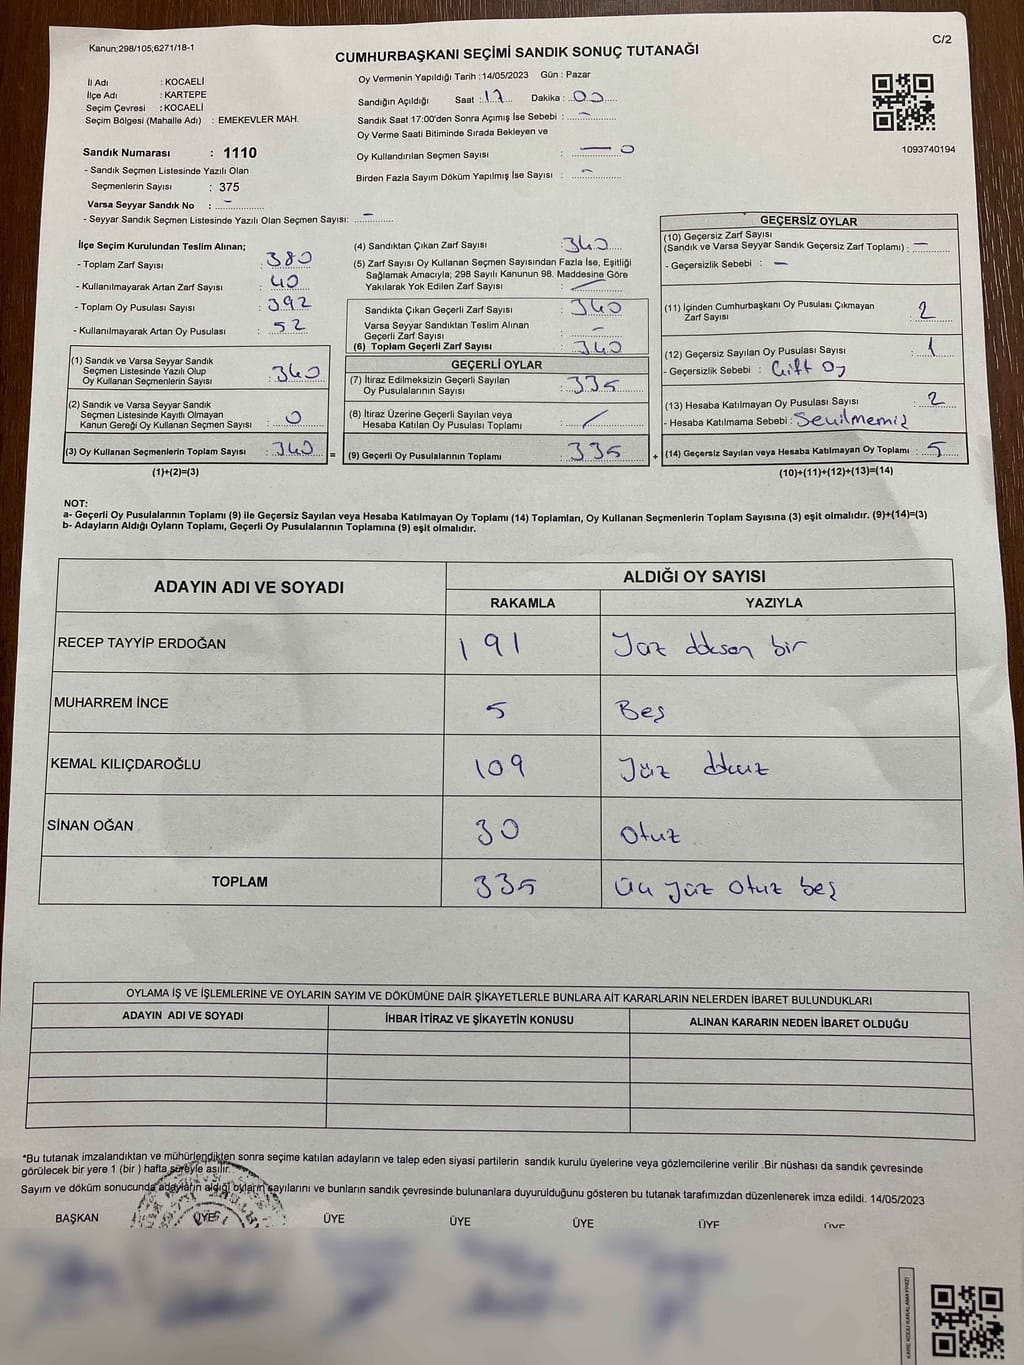 Kanun;298/105;6271/18-1
C/2
CUMHURBAŞKANI SEÇİMİ SANDIK SONUÇ TUTANAĞI
İl Adı : KOCAELİ
İlçe Adı : KARTEPE
Seçim Çevresi : KOCAELİ
Seçim Bölgesi (Mahalle Adı) : EMEKEVLER MAH.
Oy Vermenin Yapıldığı Tarih : 14/05/2023 Gün : Pazar
Sandığın Açıldığı Saat : 17 Dakika : 00
Sandık Saat 17:00'den Sonra Açımış İse Sebebi : -
Oy Verme Saati Bitiminde Sırada Bekleyen ve
Oy Kullandırılan Seçmen Sayısı : — 0
Birden Fazla Sayım Döküm Yapılmış İse Sayısı : -
1093740194
Sandık Numarası : 1110
- Sandık Seçmen Listesinde Yazılı Olan
Seçmenlerin Sayısı : 375
Varsa Seyyar Sandık No : -
- Seyyar Sandık Seçmen Listesinde Yazılı Olan Seçmen Sayısı: -
İlçe Seçim Kurulundan Teslim Alınan;
- Toplam Zarf Sayısı : 380
- Kullanılmayarak Artan Zarf Sayısı : 40
- Toplam Oy Pusulası Sayısı : 392
- Kullanılmayarak Artan Oy Pusulası : 52
(1) Sandık ve Varsa Seyyar Sandık
Seçmen Listesinde Yazılı Olup
Oy Kullanan Seçmenlerin Sayısı : 340
(2) Sandık ve Varsa Seyyar Sandık
Seçmen Listesinde Kayıtlı Olmayan
Kanun Gereği Oy Kullanan Seçmen Sayısı : 0
(3) Oy Kullanan Seçmenlerin Toplam Sayısı : 340 =
(1)+(2)=(3)
(4) Sandıktan Çıkan Zarf Sayısı : 340
(5) Zarf Sayısı Oy Kullanan Seçmen Sayısından Fazla İse, Eşitliği
Sağlamak Amacıyla; 298 Sayılı Kanunun 98. Maddesine Göre
Yakılarak Yok Edilen Zarf Sayısı : /
Sandıkta Çıkan Geçerli Zarf Sayısı : 340
Varsa Seyyar Sandıktan Teslim Alınan
Geçerli Zarf Sayısı : -
(6) Toplam Geçerli Zarf Sayısı : 340
GEÇERLİ OYLAR
(7) İtiraz Edilmeksizin Geçerli Sayılan
Oy Pusulalarının Sayısı : 335
(8) İtiraz Üzerine Geçerli Sayılan veya
Hesaba Katılan Oy Pusulası Toplamı : /
(9) Geçerli Oy Pusulalarının Toplamı : 335 +
GEÇERSİZ OYLAR
(10) Geçersiz Zarf Sayısı
(Sandık ve Varsa Seyyar Sandık Geçersiz Zarf Toplamı) : -
- Geçersizlik Sebebi : -
(11) İçinden Cumhurbaşkanı Oy Pusulası Çıkmayan
Zarf Sayısı : 2
(12) Geçersiz Sayılan Oy Pusulası Sayısı : 1
- Geçersizlik Sebebi : Çift Oy
(13) Hesaba Katılmayan Oy Pusulası Sayısı : 2
- Hesaba Katılmama Sebebi : Seçilmemiş
(14) Geçersiz Sayılan veya Hesaba Katılmayan Oy Toplamı : 5
(10)+(11)+(12)+(13)=(14)
NOT:
a- Geçerli Oy Pusulalarının Toplamı (9) ile Geçersiz Sayılan veya Hesaba Katılmayan Oy Toplamı (14) Toplamları, Oy Kullanan Seçmenlerin Toplam Sayısına (3) eşit olmalıdır. (9)+(14)=(3)
b- Adayların Aldığı Oyların Toplamı, Geçerli Oy Pusulalarının Toplamına (9) eşit olmalıdır.
ADAYIN ADI VE SOYADI ALDIĞI OY SAYISI
RAKAMLA YAZIYLA
RECEP TAYYİP ERDOĞAN 191 Yüz doksan bir
MUHARREM İNCE 5 Beş
KEMAL KILIÇDAROĞLU 109 Yüz dokuz
SİNAN OĞAN 30 Otuz
TOPLAM 335 Üç yüz otuz beş
OYLAMA İŞ VE İŞLEMLERİNE VE OYLARIN SAYIM VE DÖKÜMÜNE DAİR ŞİKAYETLERLE BUNLARA AİT KARARLARIN NELERDEN İBARET BULUNDUKLARI
ADAYIN ADI VE SOYADI İHBAR İTİRAZ VE ŞİKAYETİN KONUSU ALINAN KARARIN NEDEN İBARET OLDUĞU
*Bu tutanak imzalandıktan ve mühürlendikten sonra seçime katılan adayların ve talep eden siyasi partilerin sandık kurulu üyelerine veya gözlemcilerine verilir .Bir nüshası da sandık çevresinde
görülecek bir yere 1 (bir ) hafta süreyle asılır.
Sayım ve döküm sonucunda adayların aldığı oyların sayılarını ve bunların sandık çevresinde bulunanlara duyurulduğunu gösteren bu tutanak tarafımızdan düzenlenerek imza edildi. 14/05/2023
BAŞKAN ÜYE ÜYE ÜYE ÜYE ÜYE ÜYE
KARE KODU KARALAMAYINIZ!